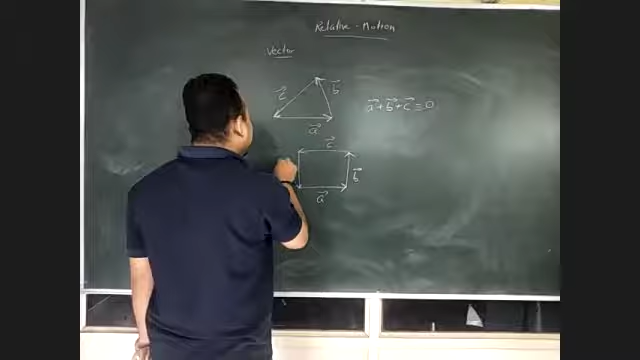 Relative - Motion
Vector
c⃗
b⃗
a⃗
a⃗ + b⃗ + c⃗ = 0
c⃗
b⃗
a⃗